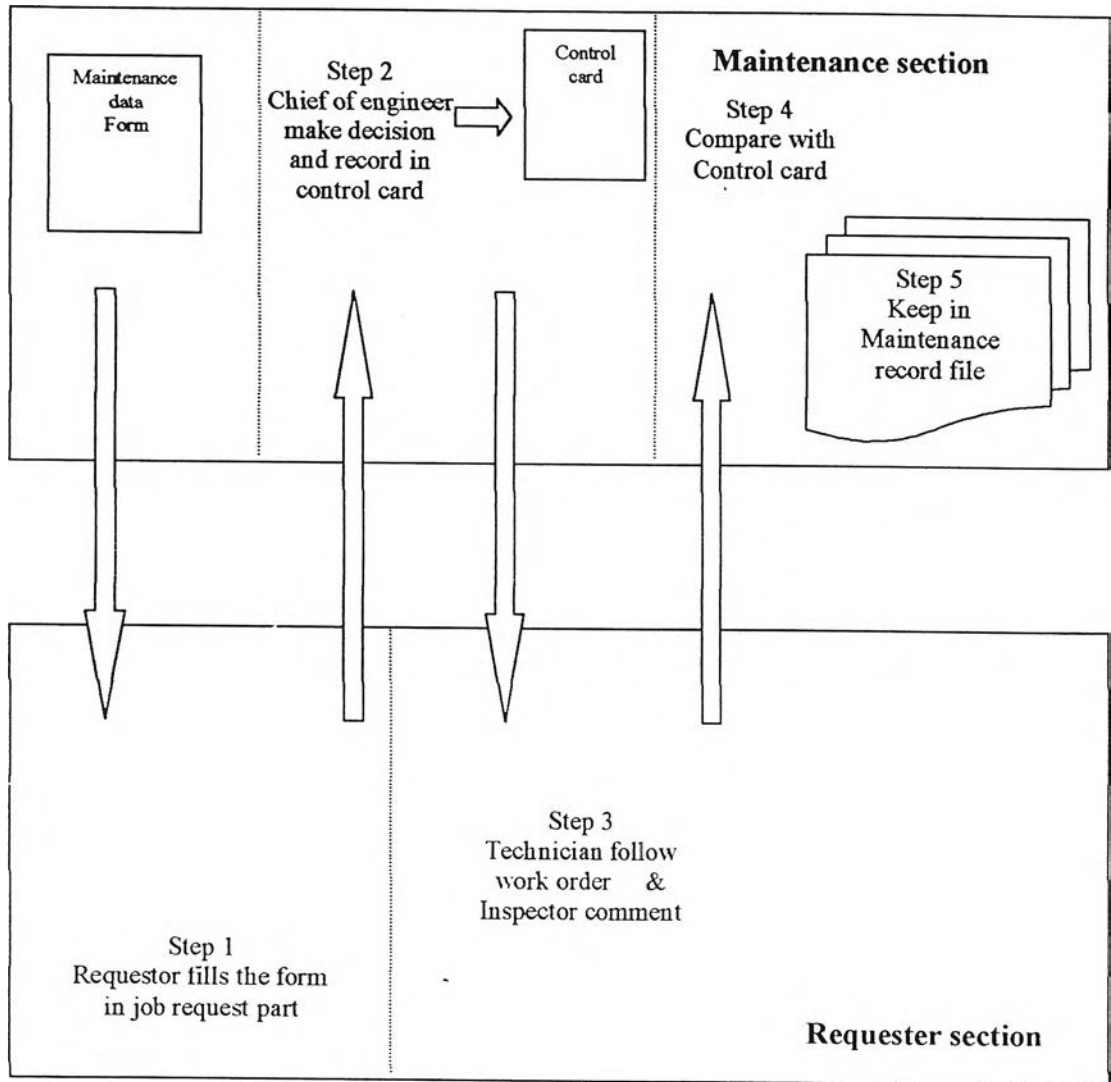 Maintenance
data
Form
Step 2
Chief of engineer
make decision
and record in
control card
Control
card
Maintenance section
Step 4
Compare with
Control card
Step 5
Keep in
Maintenance
record file
Step 1
Requestor fills the form
in job request part
Step 3
Technician follow
work order &
Inspector comment
Requester section